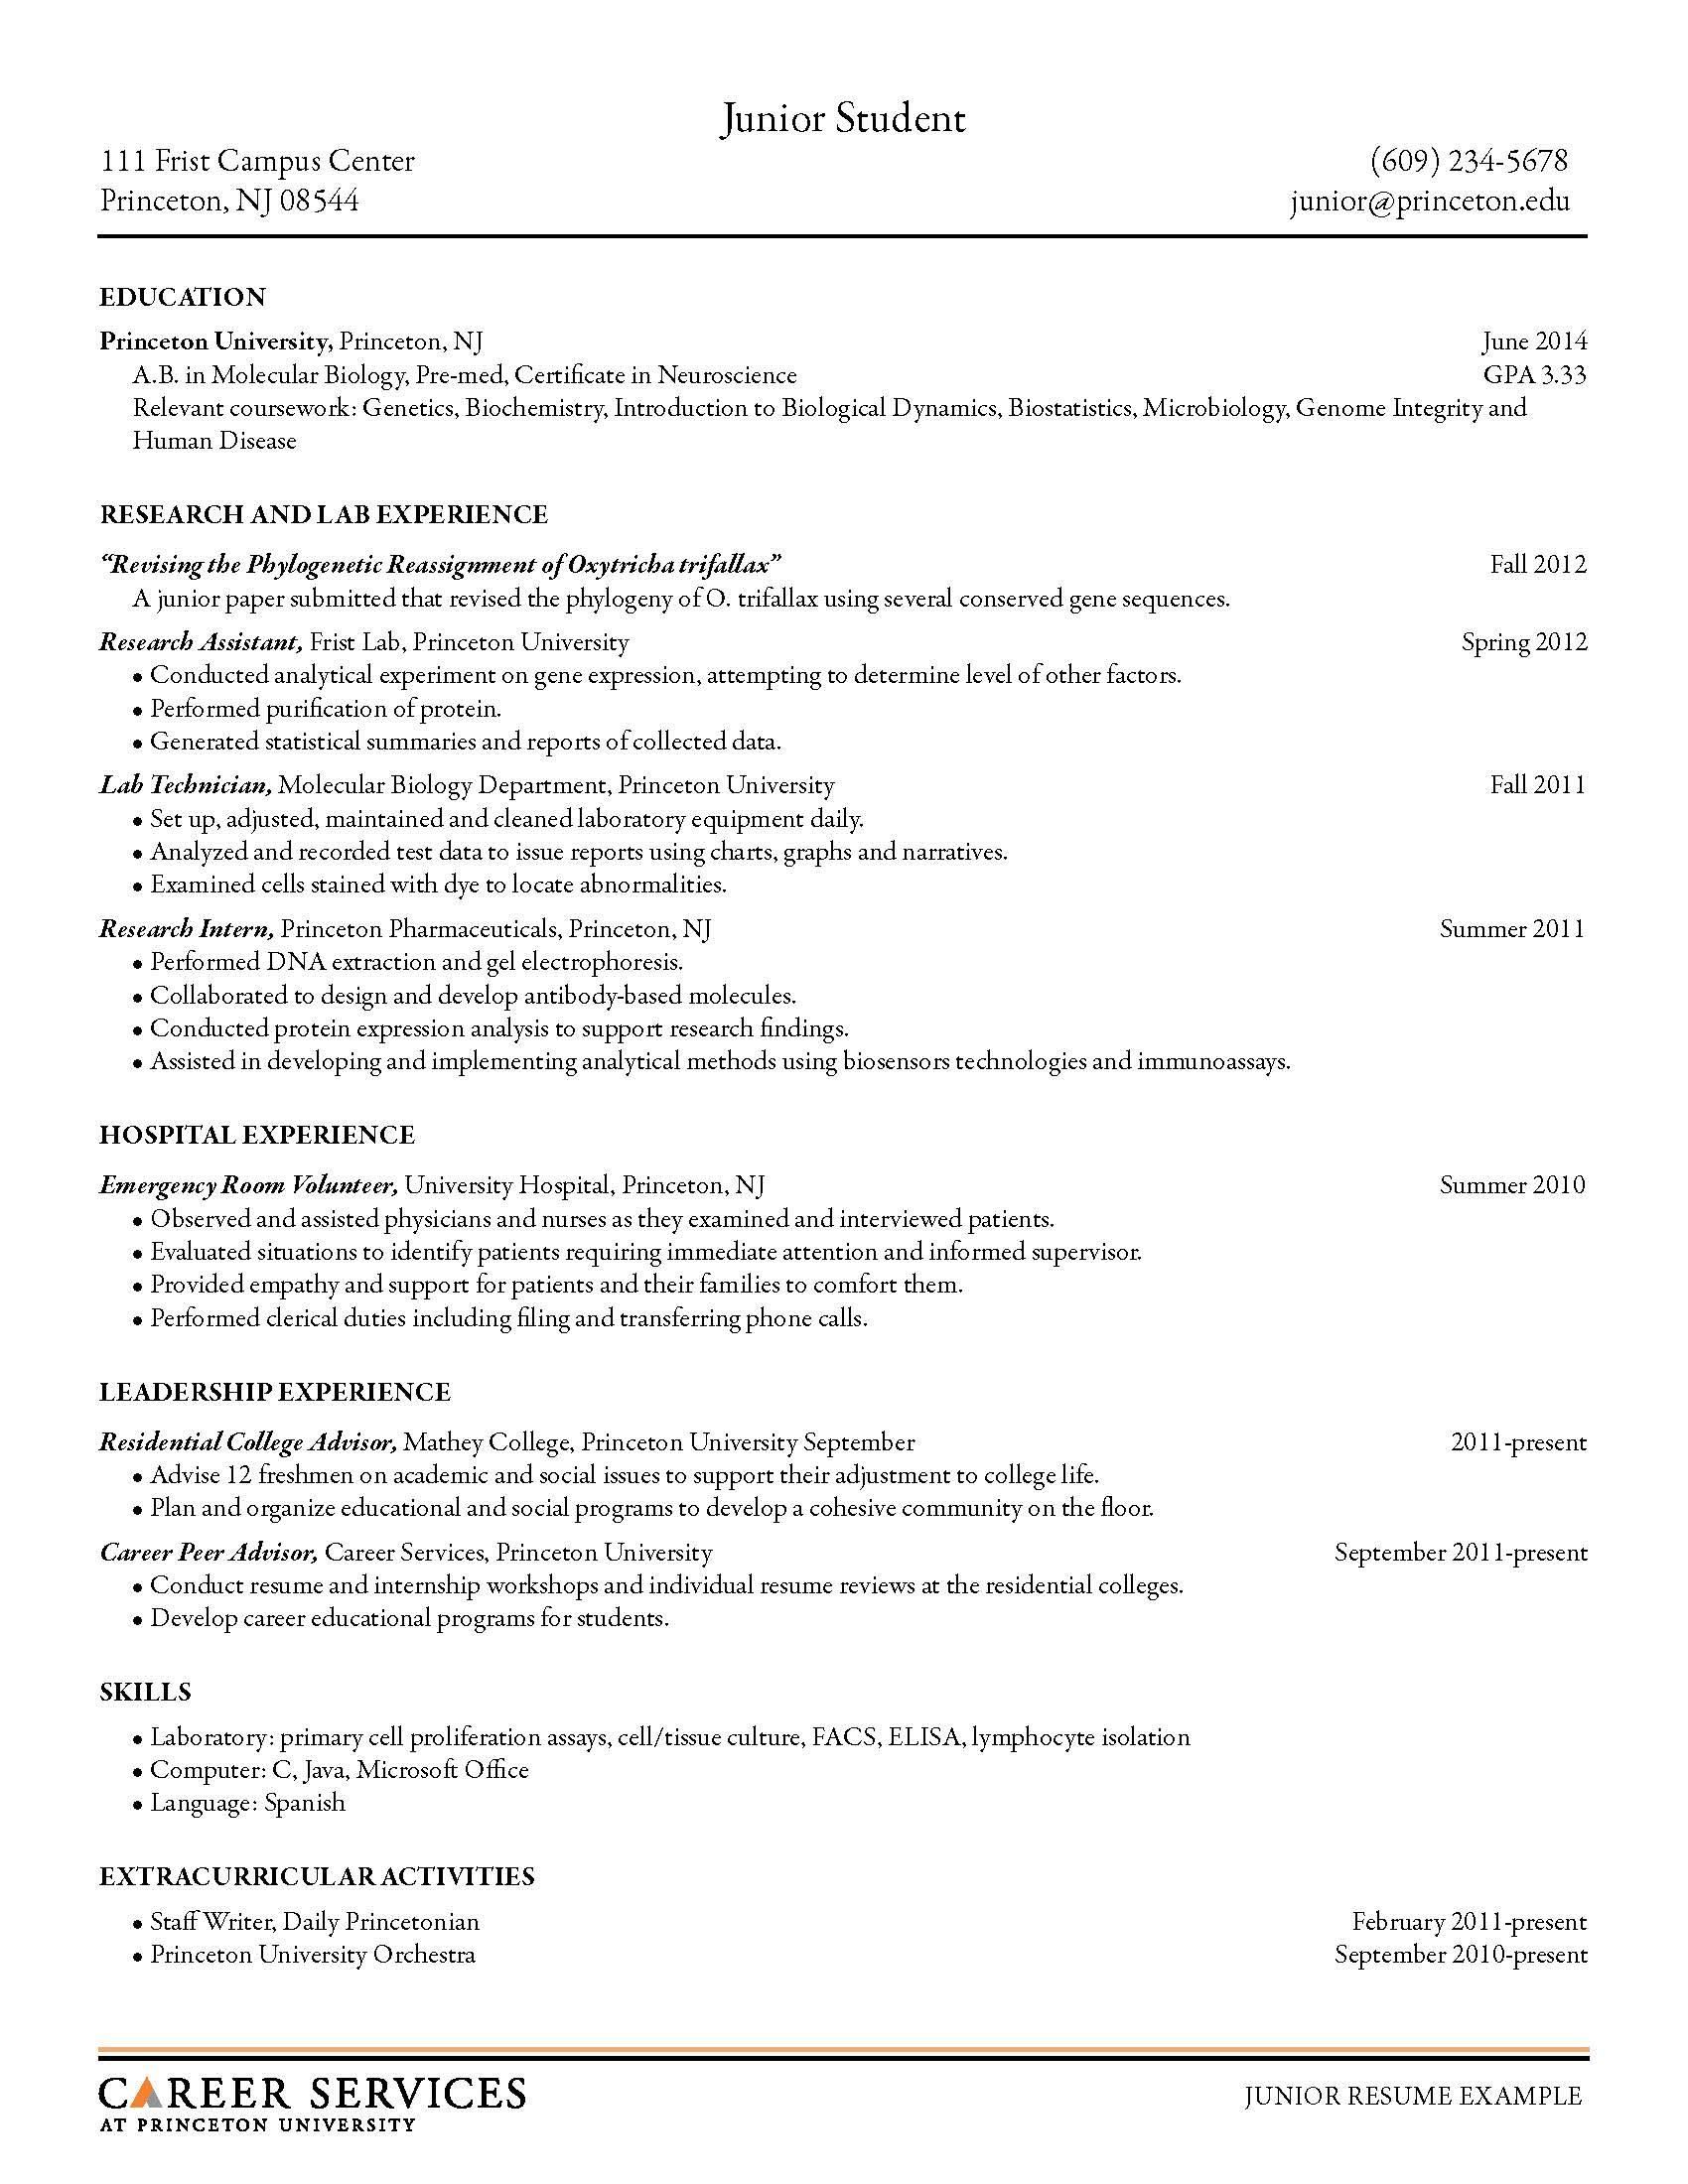 Junior Student
111 Frist Campus Center (609) 234-5678
Princeton, NJ 08544 junior@princeton.edu
EDUCATION
Princeton University, Princeton, NJ June 2014
A.B. in Molecular Biology, Pre-med, Certificate in Neuroscience GPA 3.33
Relevant coursework: Genetics, Biochemistry, Introduction to Biological Dynamics, Biostatistics, Microbiology, Genome Integrity and
Human Disease
RESEARCH AND LAB EXPERIENCE
“Revising the Phylogenetic Reassignment of Oxytricha trifallax” Fall 2012
A junior paper submitted that revised the phylogeny of O. trifallax using several conserved gene sequences.
Research Assistant, Frist Lab, Princeton University Spring 2012
• Conducted analytical experiment on gene expression, attempting to determine level of other factors.
• Performed purification of protein.
• Generated statistical summaries and reports of collected data.
Lab Technician, Molecular Biology Department, Princeton University Fall 2011
• Set up, adjusted, maintained and cleaned laboratory equipment daily.
• Analyzed and recorded test data to issue reports using charts, graphs and narratives.
• Examined cells stained with dye to locate abnormalities.
Research Intern, Princeton Pharmaceuticals, Princeton, NJ Summer 2011
• Performed DNA extraction and gel electrophoresis.
• Collaborated to design and develop antibody-based molecules.
• Conducted protein expression analysis to support research findings.
• Assisted in developing and implementing analytical methods using biosensors technologies and immunoassays.
HOSPITAL EXPERIENCE
Emergency Room Volunteer, University Hospital, Princeton, NJ Summer 2010
• Observed and assisted physicians and nurses as they examined and interviewed patients.
• Evaluated situations to identify patients requiring immediate attention and informed supervisor.
• Provided empathy and support for patients and their families to comfort them.
• Performed clerical duties including filing and transferring phone calls.
LEADERSHIP EXPERIENCE
Residential College Advisor, Mathey College, Princeton University September 2011-present
• Advise 12 freshmen on academic and social issues to support their adjustment to college life.
• Plan and organize educational and social programs to develop a cohesive community on the floor.
Career Peer Advisor, Career Services, Princeton University September 2011-present
• Conduct resume and internship workshops and individual resume reviews at the residential colleges.
• Develop career educational programs for students.
SKILLS
• Laboratory: primary cell proliferation assays, cell/tissue culture, FACS, ELISA, lymphocyte isolation
• Computer: C, Java, Microsoft Office
• Language: Spanish
EXTRACURRICULAR ACTIVITIES
• Staff Writer, Daily Princetonian February 2011-present
• Princeton University Orchestra September 2010-present
CAREER SERVICES
AT PRINCETON UNIVERSITY
JUNIOR RESUME EXAMPLE